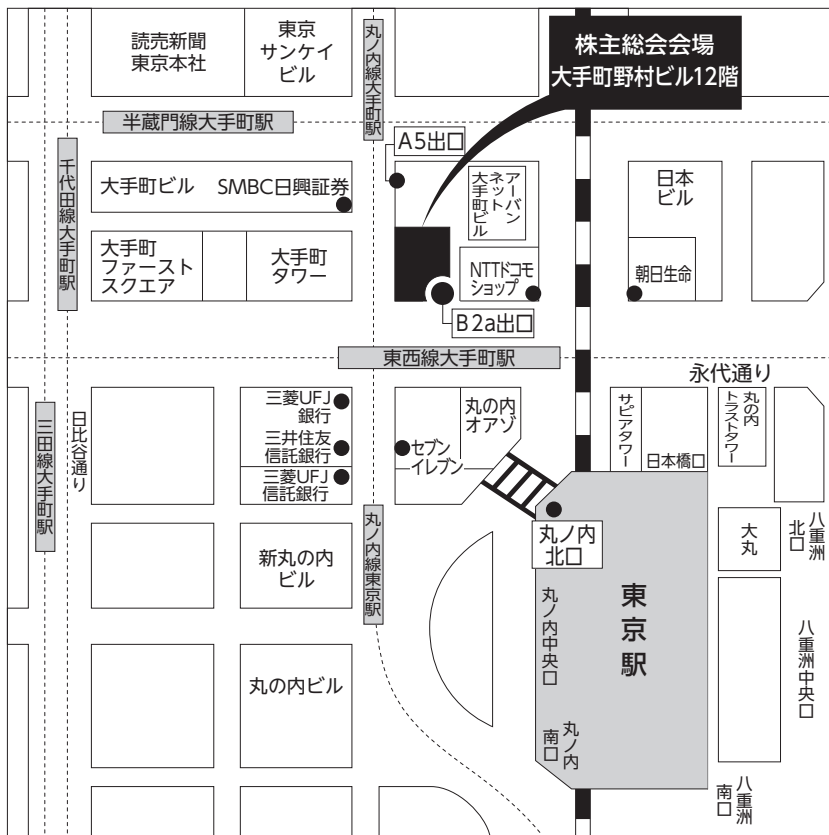 読売新聞
東京本社
東京
サンケイ
ビル
丸ノ内線大手町駅
株主総会会場
大手町野村ビル12階
半蔵門線大手町駅
A5出口
千代田線大手町駅
大手町ビル
SMBC日興証券
アーバン
ネット
大手町ビル
日本
ビル
大手町
ファースト
スクエア
大手町
タワー
NTTドコモ
ショップ
朝日生命
B2a出口
東西線大手町駅
永代通り
三田線大手町駅
日比谷通り
三菱UFJ
銀行
三井住友
信託銀行
三菱UFJ
信託銀行
セブン
イレブン
丸の内
オアゾ
サピアタワー
日本橋口
丸の内
トラストタワー
丸ノ内線東京駅
新丸の内
ビル
丸ノ内
北口
大丸
八重洲
北口
東京駅
丸ノ内中央口
八重洲中央口
丸の内ビル
丸ノ内
南口
八重洲
南口